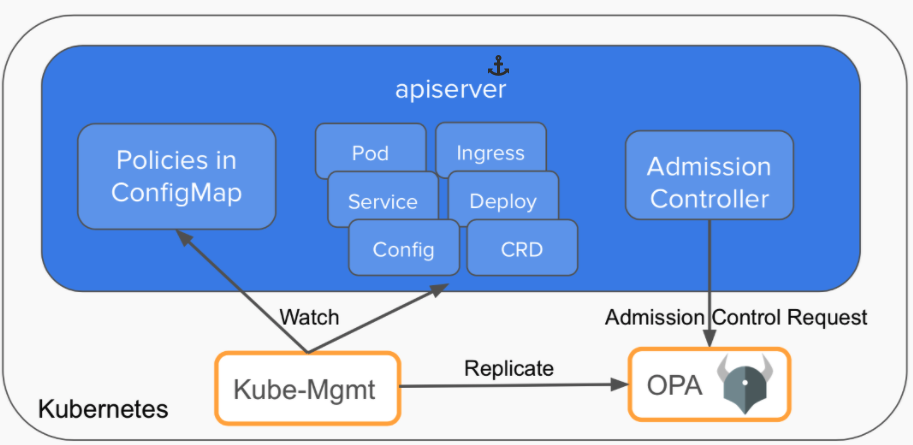 apiserver
Policies in
ConfigMap
Pod
Ingress
Service
Deploy
Config
CRD
Admission
Controller
Watch
Admission Control Request
Kube-Mgmt
Replicate
OPA
Kubernetes